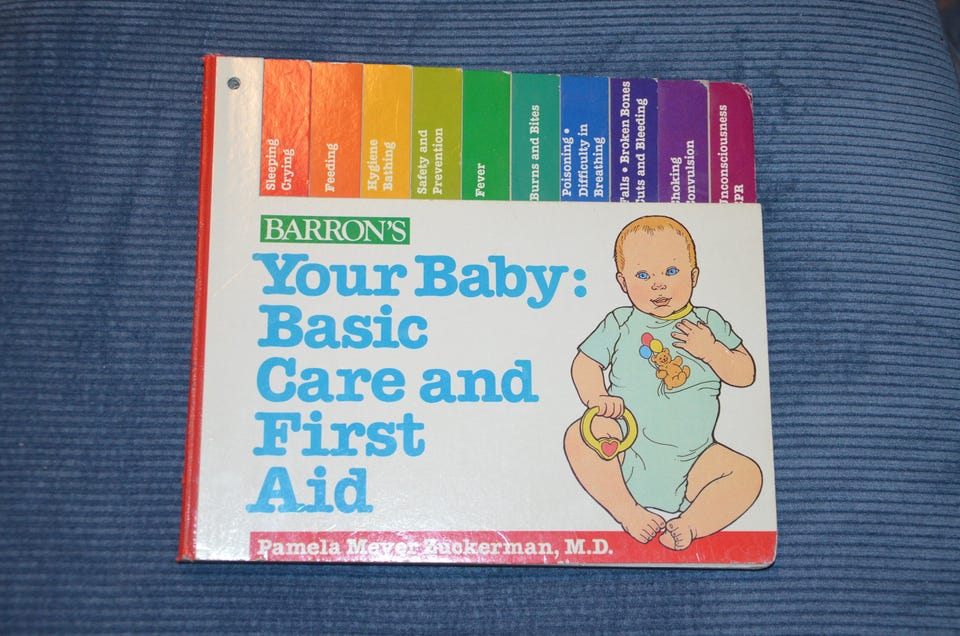 Sleeping
Crying
Feeding
Hygiene
Bathing
Safety and
Prevention
Fever
Burns and Bites
Poisoning •
Difficulty in
Breathing
Falls • Broken Bones
Cuts and Bleeding
Choking
Convulsion
Unconsciousness
CPR
BARRON'S
Your Baby:
Basic
Care and
First
Aid
Pamela Meyer Zuckerman, M.D.